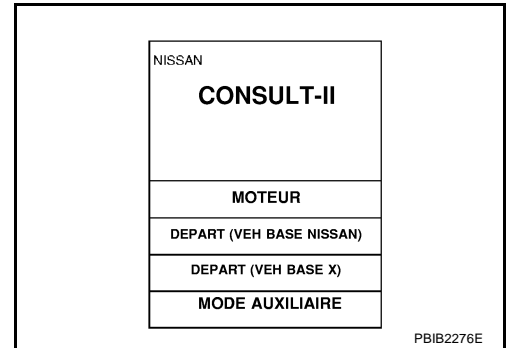 NISSAN
CONSULT-II
MOTEUR
DEPART (VEH BASE NISSAN)
DEPART (VEH BASE X)
MODE AUXILIAIRE
PBIB2276E